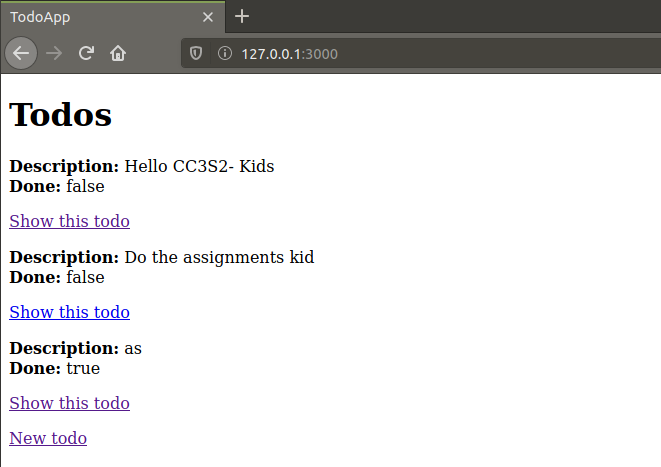 TodoApp
127.0.0.1:3000
Todos
Description: Hello CC3S2- Kids
Done: false
Show this todo
Description: Do the assignments kid
Done: false
Show this todo
Description: as
Done: true
Show this todo
New todo